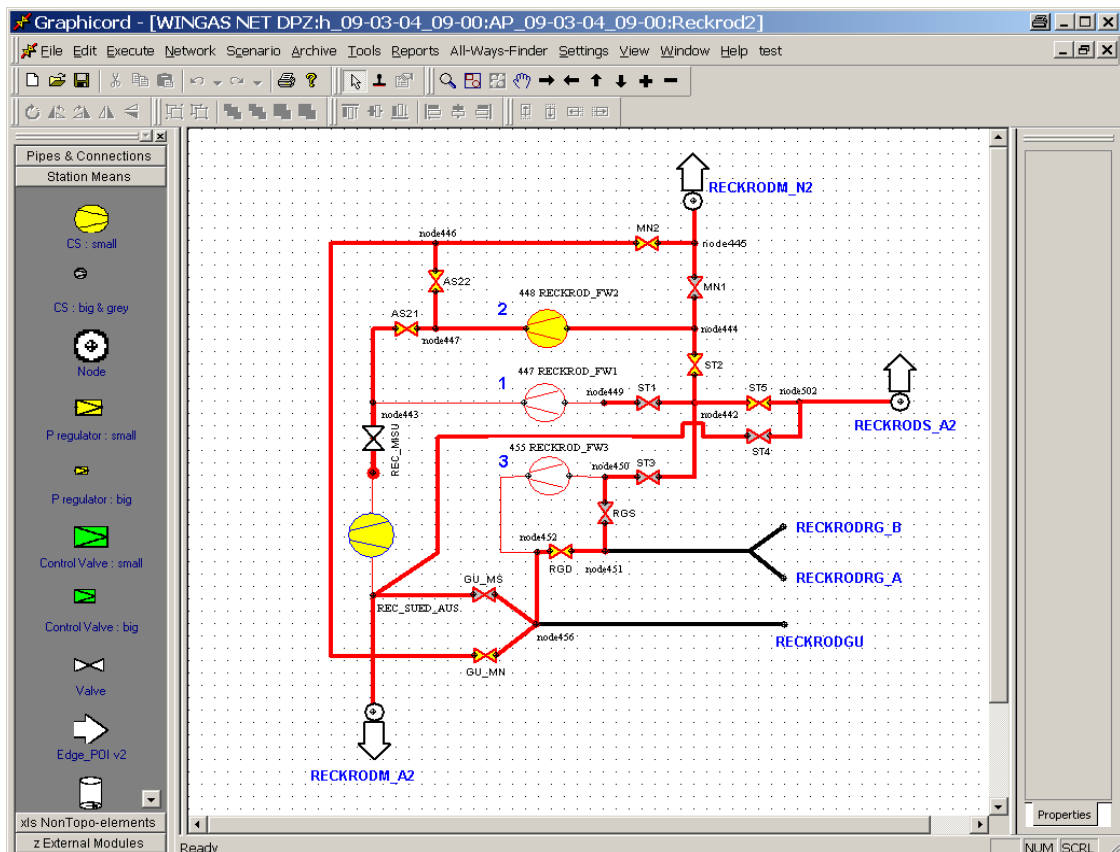 Graphicord - [WINGAS NET DPZ:h_09-03-04_09-00:AP_09-03-04_09-00:Reckrod2]
File Edit Execute Network Scenario Archive Tools Reports All-Ways-Finder Settings View Window Help test
Pipes & Connections
Station Means
CS : small
CS : big & grey
Node
P regulator : small
P regulator : big
Control Valve : small
Control Valve : big
Valve
Edge_POI v2
xls NonTopo-elements
z External Modules
RECKRODM_N2
node446
MN2
node445
AS22
MN1
448 RECKROD_FW2
2
AS21
node447
node444
ST2
447 RECKROD_FW1
1
node449
ST1
ST5
node502
node443
node442
RECKRODS_A2
REC_MISU
ST4
455 RECKROD_FW3
3
node450
ST3
RGS
RECKRODRG_B
node452
RGD
node451
RECKRODRG_A
GU_MS
REC_SUED_AUS.
node456
RECKRODGU
GU_MN
RECKRODM_A2
Properties
Ready
NUM SCRL